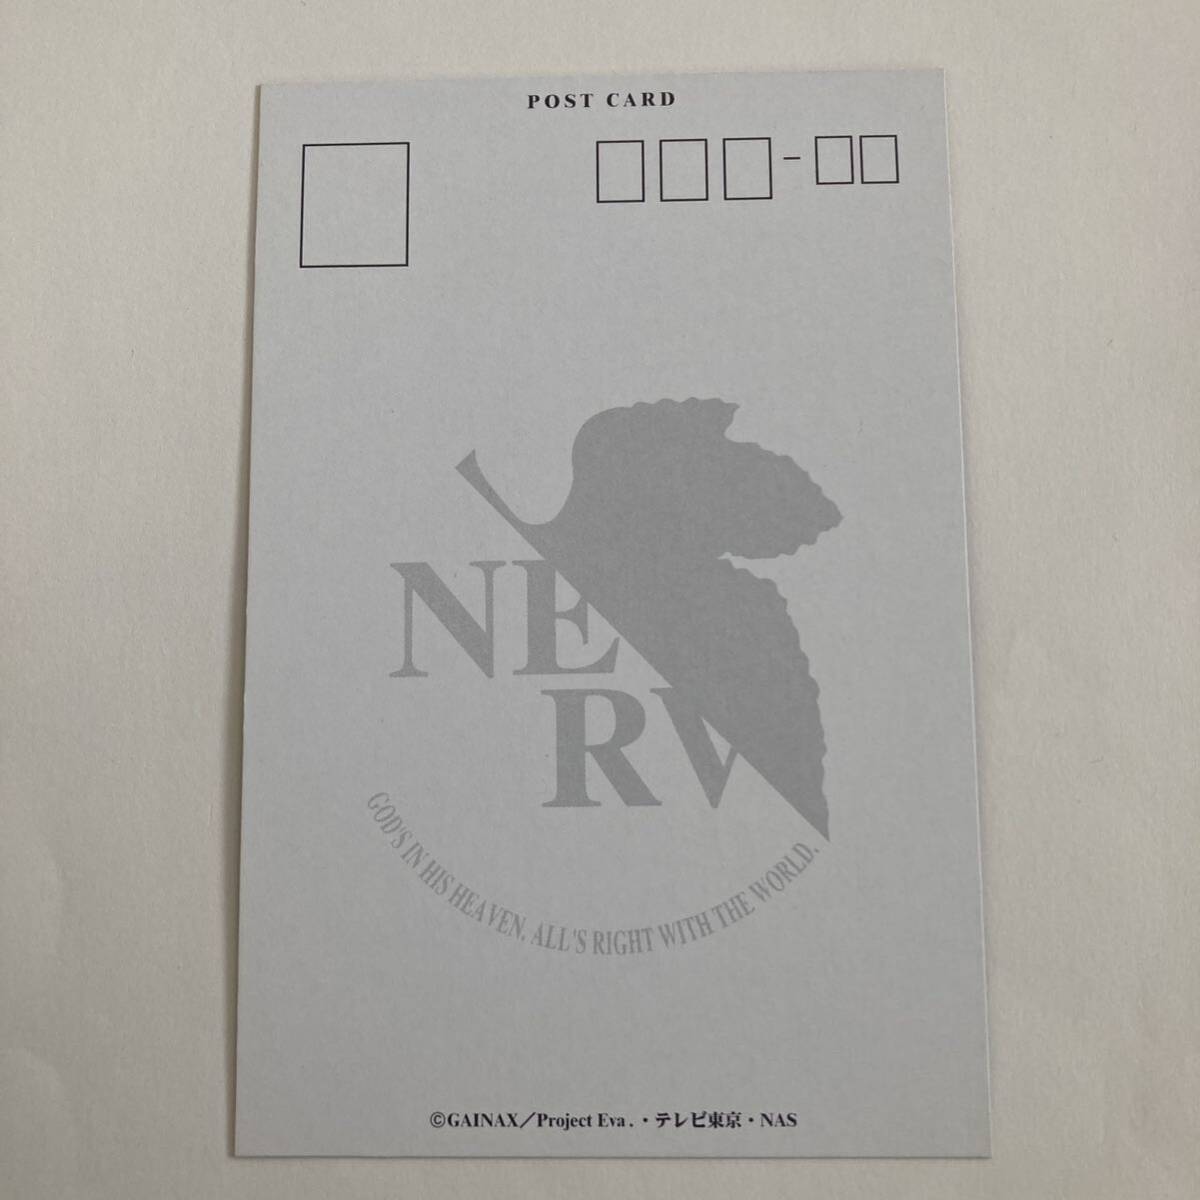 POST CARD
NE
RV
GOD'S IN HIS HEAVEN. ALL'S RIGHT WITH THE WORLD.
©GAINAX／Project Eva.・テレビ東京・NAS